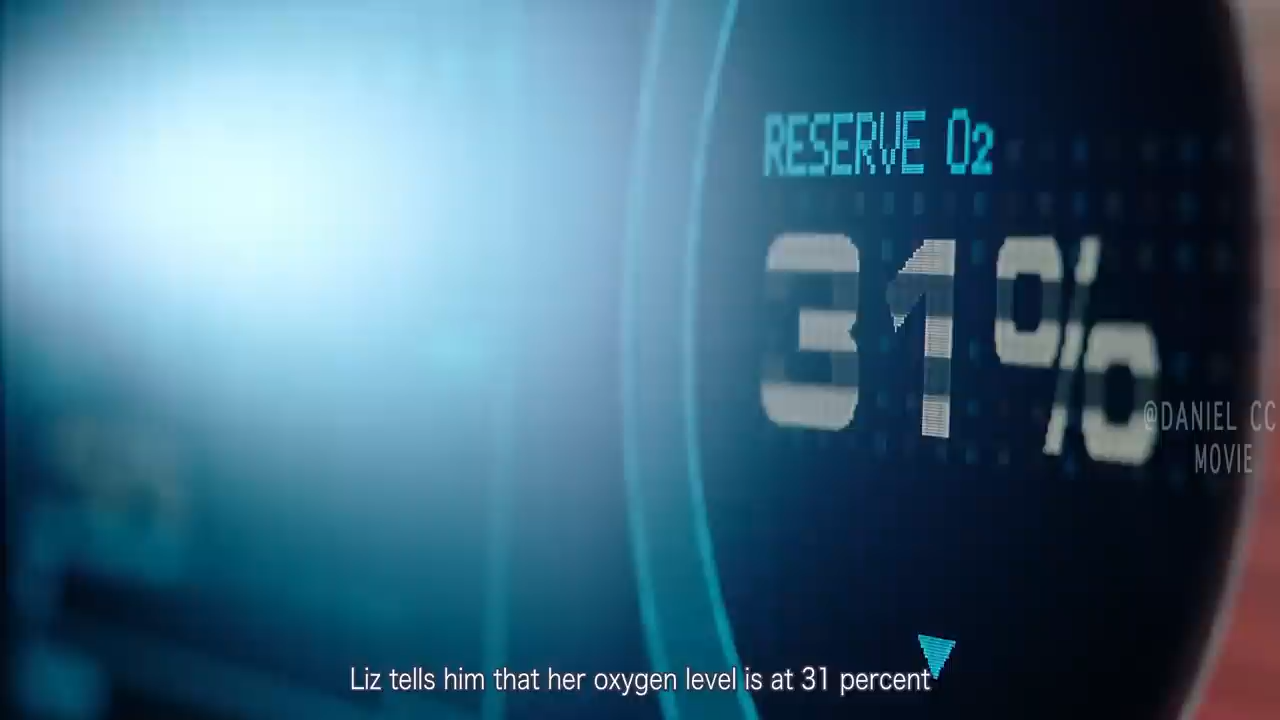 RESERVE O2
31%
@DANIEL CC
MOVIE
Liz tells him that her oxygen level is at 31 percent